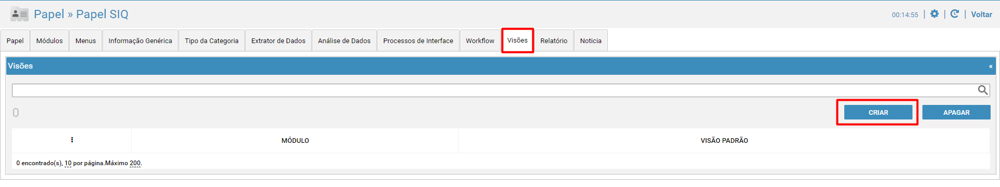 Papel » Papel SIQ
00:14:55 | | | Voltar
Papel Módulos Menus Informação Genérica Tipo da Categoria Extrator de Dados Análise de Dados Processos de Interface Workflow Visões Relatório Noticia
Visões «
0 CRIAR APAGAR
MÓDULO VISÃO PADRÃO
0 encontrado(s), 10 por página.Máximo 200.